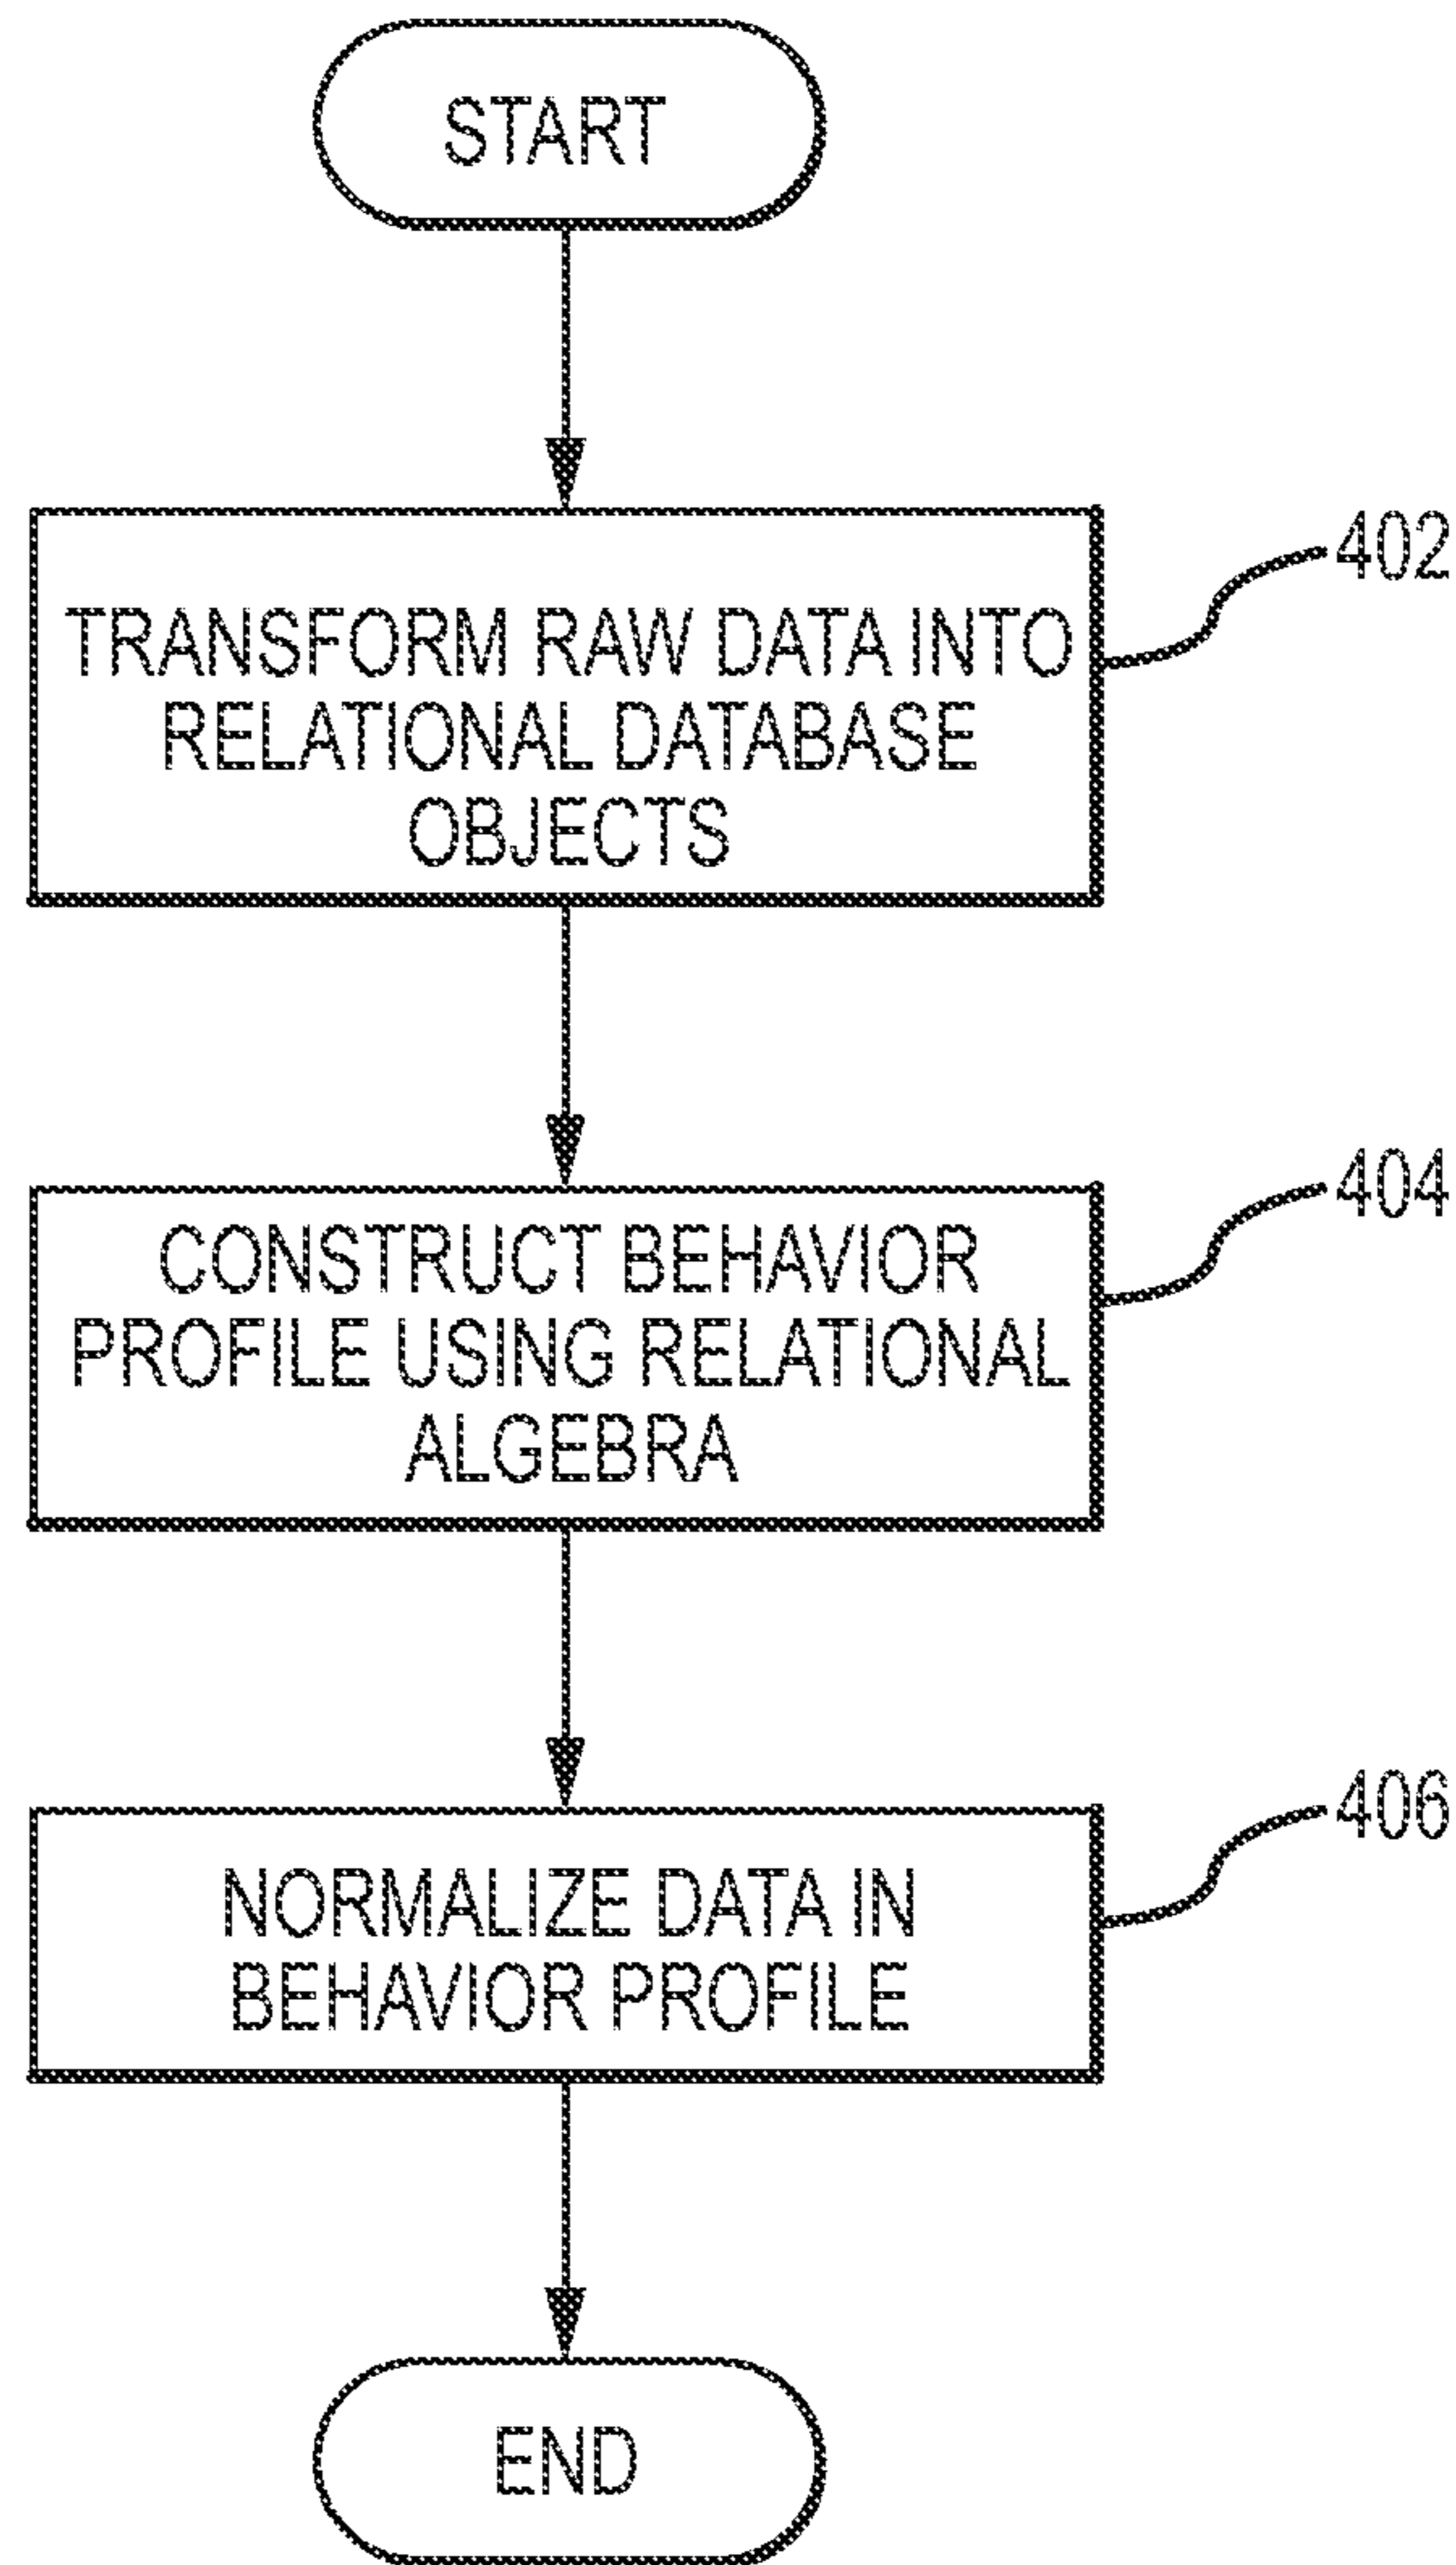 START
TRANSFORM RAW DATA INTO
RELATIONAL DATABASE
OBJECTS
402
CONSTRUCT BEHAVIOR
PROFILE USING RELATIONAL
ALGEBRA
404
NORMALIZE DATA IN
BEHAVIOR PROFILE
406
END